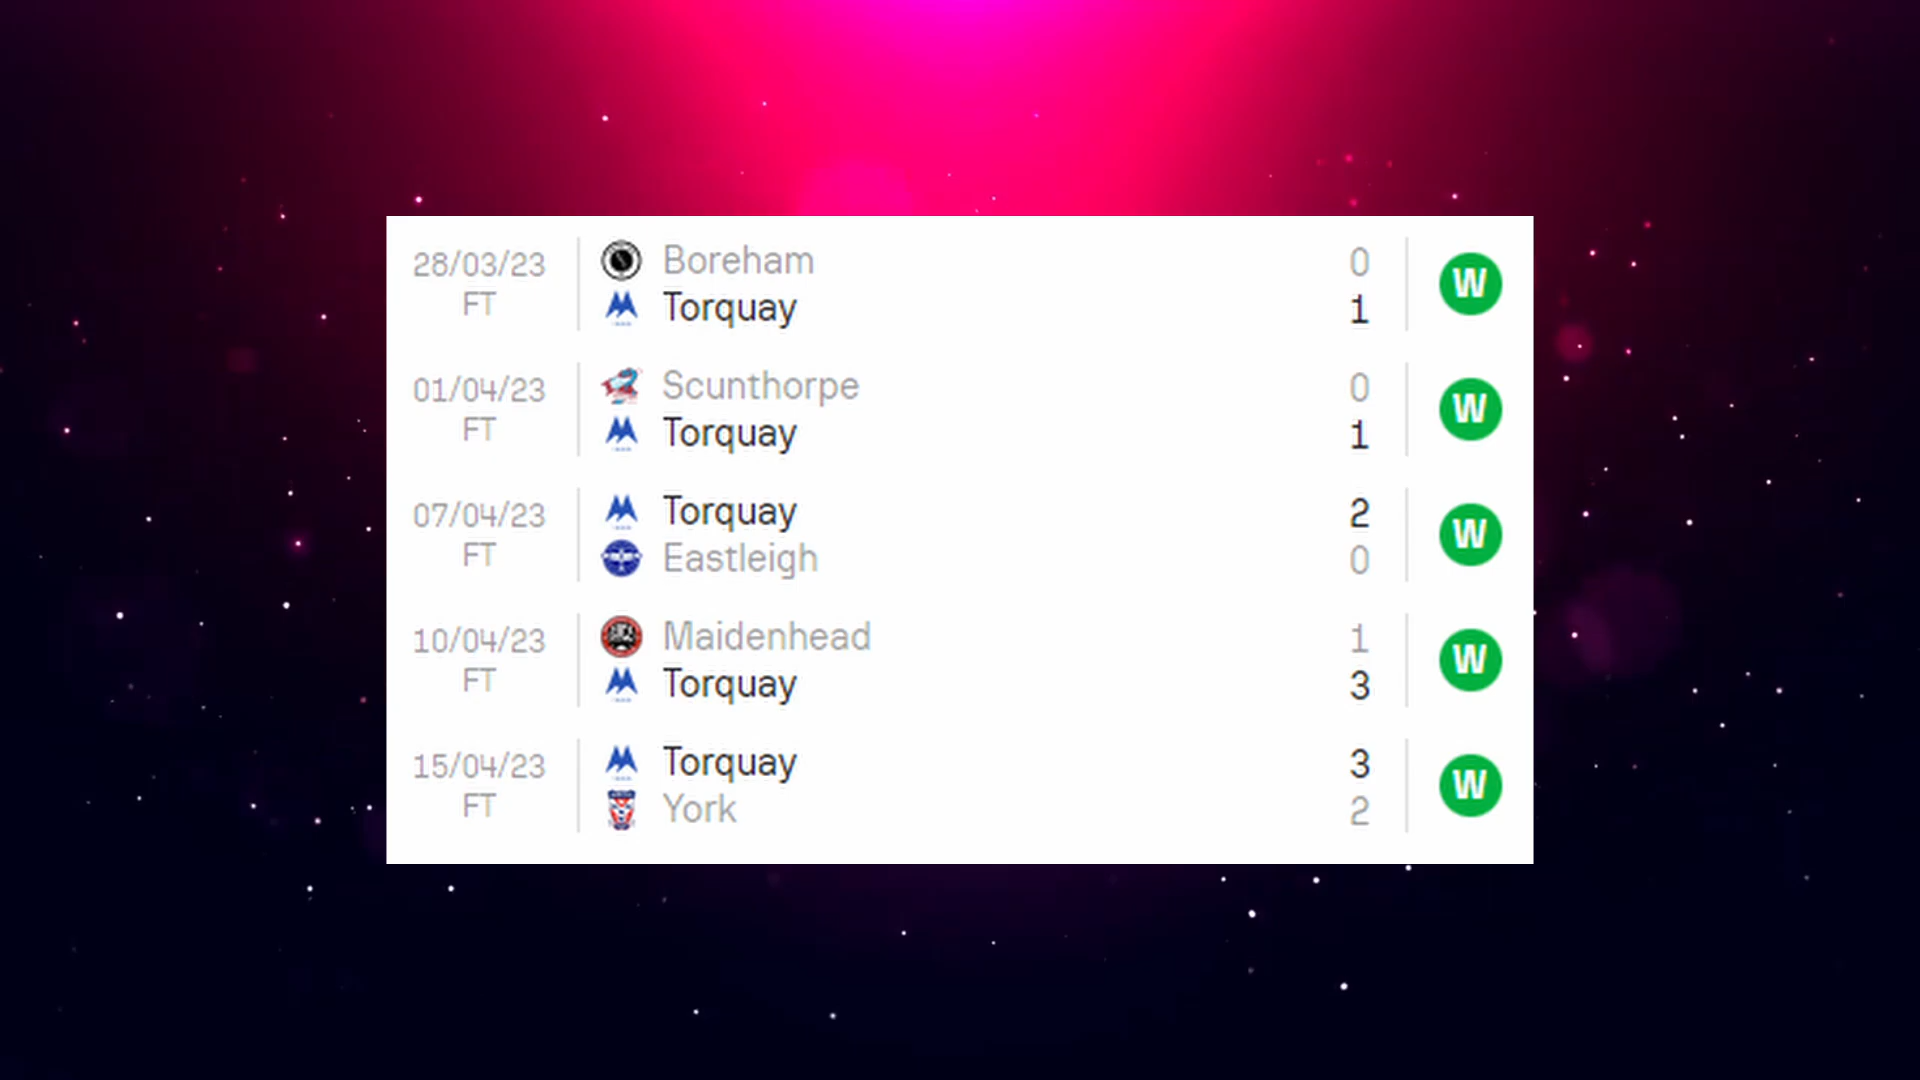 28/03/23
FT
Boreham 0
Torquay 1
W
01/04/23
FT
Scunthorpe 0
Torquay 1
W
07/04/23
FT
Torquay 2
Eastleigh 0
W
10/04/23
FT
Maidenhead 1
Torquay 3
W
15/04/23
FT
Torquay 3
York 2
W